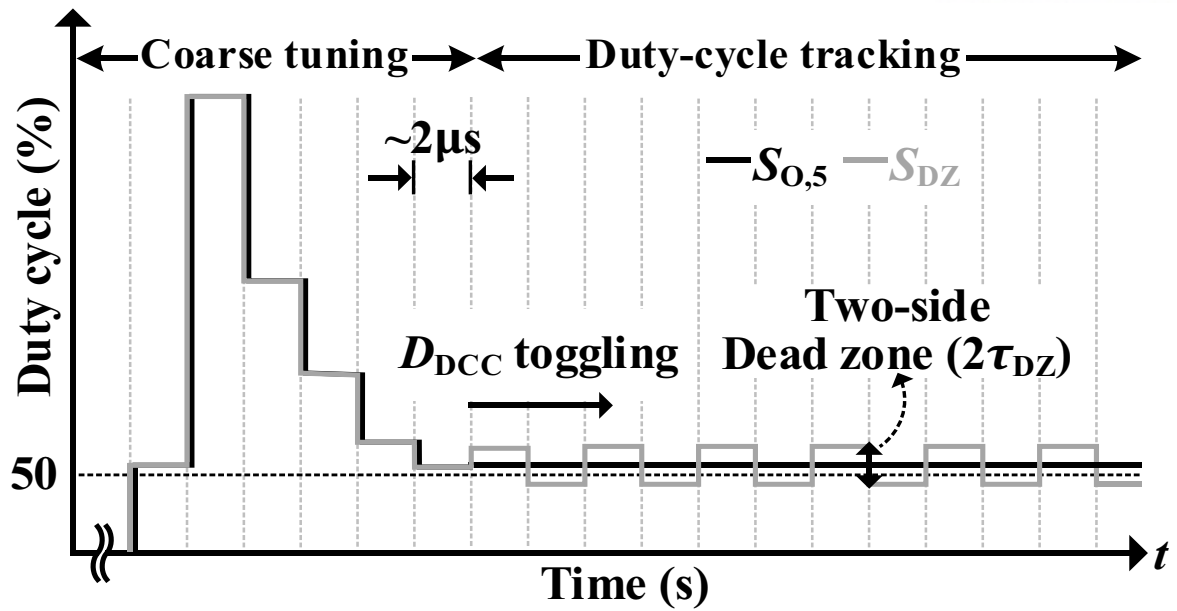 Coarse tuning
Duty-cycle tracking
~2μs
S_O,5
S_DZ
Two-side
Dead zone (2τ_DZ)
D_DCC toggling
Duty cycle (%)
50
Time (s)
t